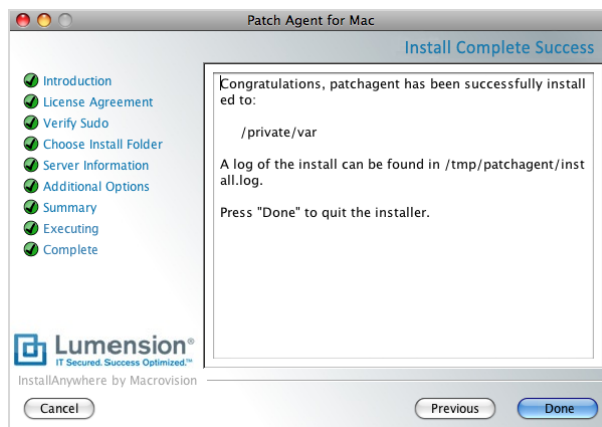 Patch Agent for Mac
Install Complete Success
Introduction
License Agreement
Verify Sudo
Choose Install Folder
Server Information
Additional Options
Summary
Executing
Complete
Congratulations, patchagent has been successfully install
ed to:
/private/var
A log of the install can be found in /tmp/patchagent/inst
all.log.
Press "Done" to quit the installer.
Lumension®
IT Secured. Success Optimized.™
InstallAnywhere by Macrovision
Cancel
Previous
Done